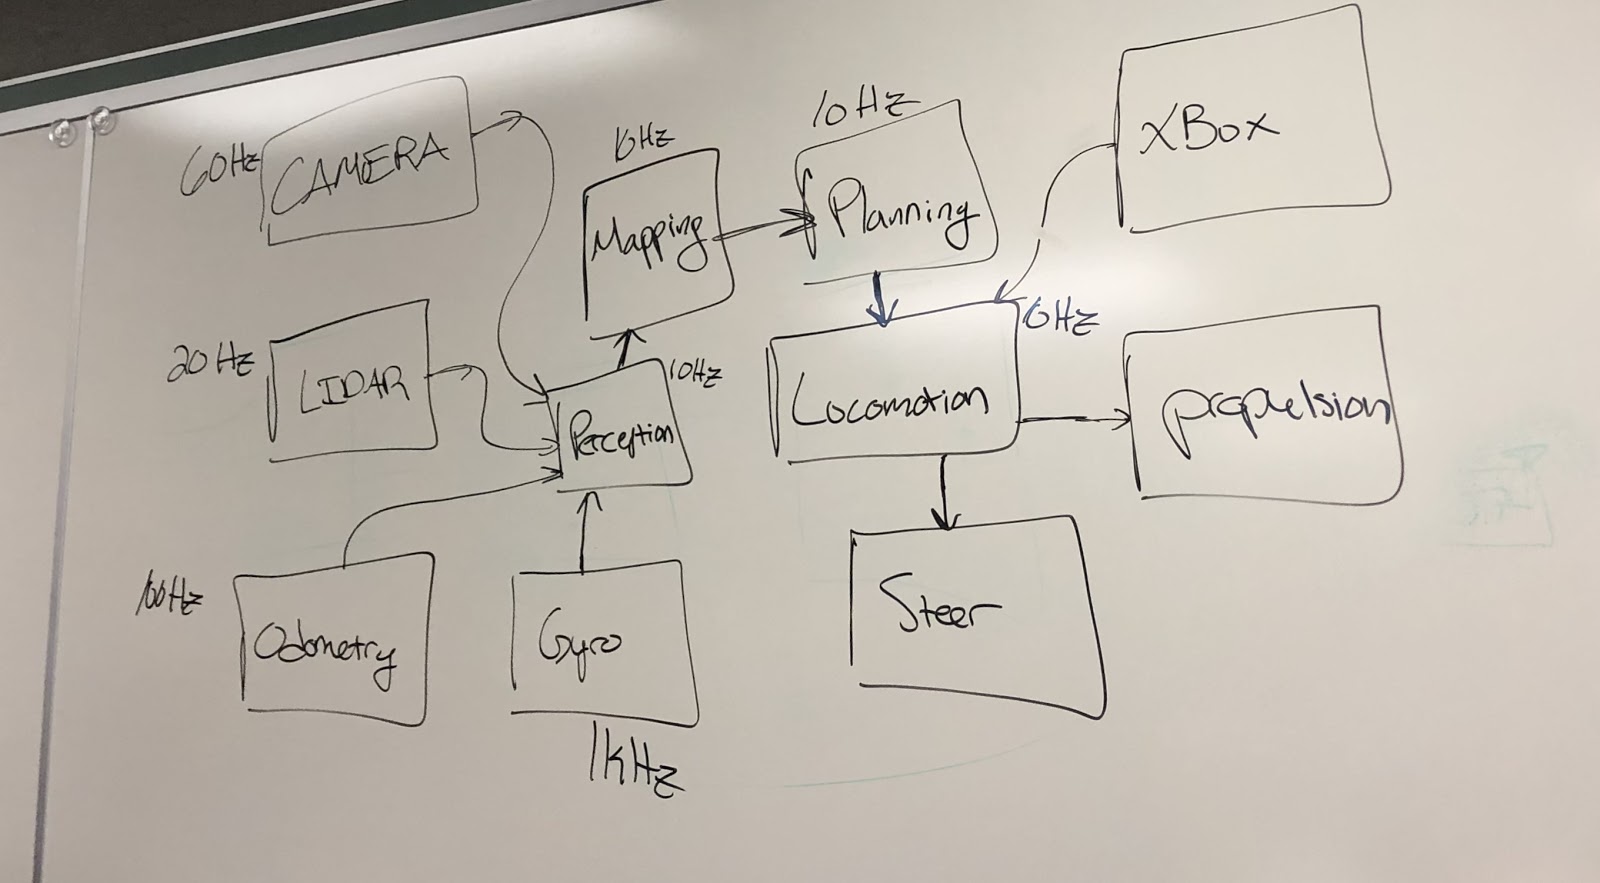 60Hz
CAMERA
10Hz
Mapping
10Hz
Planning
XBox
20Hz
LIDAR
10Hz
Perception
10Hz
Locomotion
propulsion
100Hz
Odometry
Gyro
1kHz
Steer